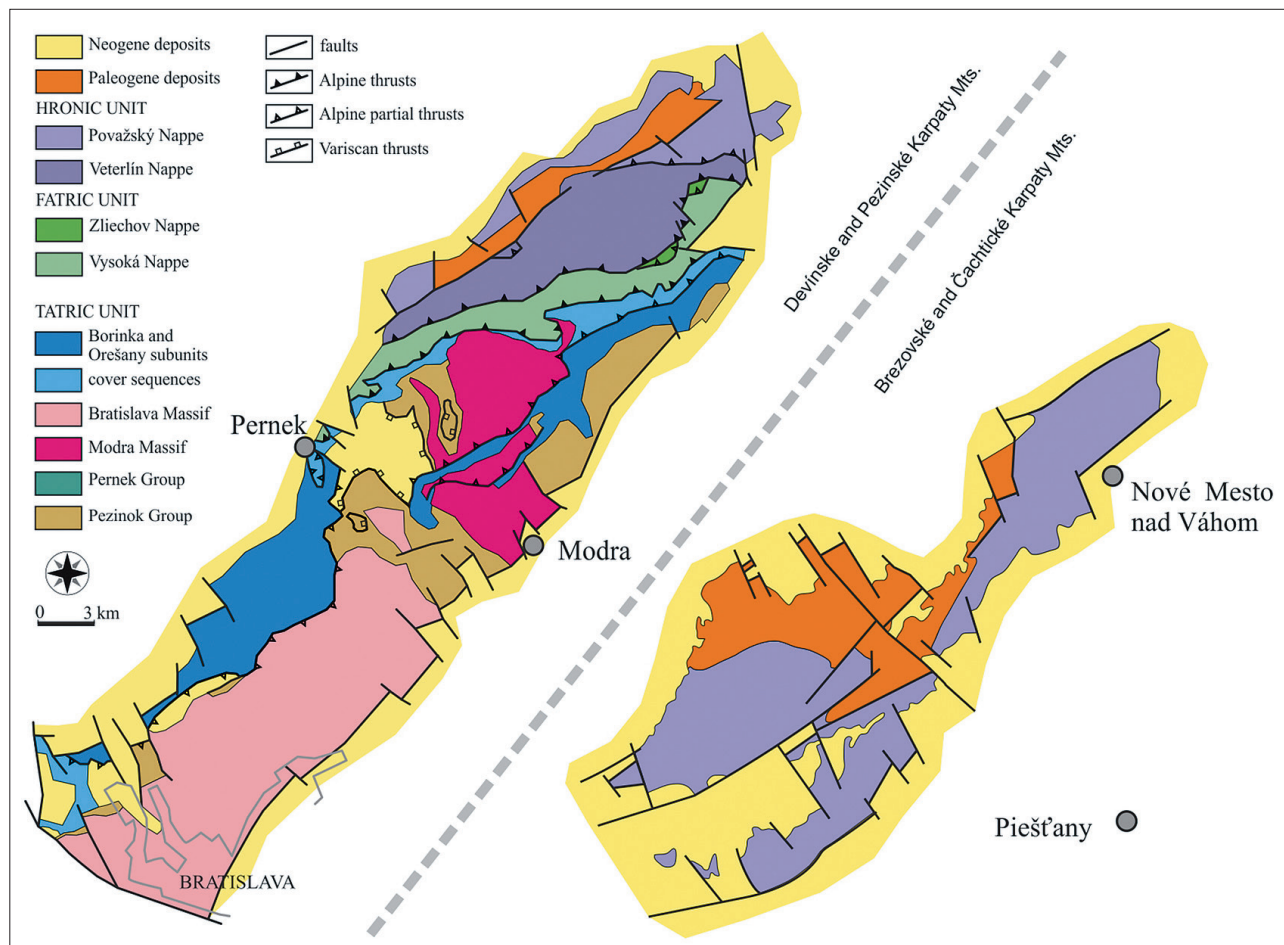 Neogene deposits
Paleogene deposits
HRONIC UNIT
Považský Nappe
Veterlín Nappe
FATRIC UNIT
Zliechov Nappe
Vysoká Nappe
TATRIC UNIT
Borinka and
Orešany subunits
cover sequences
Bratislava Massif
Modra Massif
Pernek Group
Pezinok Group
0 3 km
faults
Alpine thrusts
Alpine partial thrusts
Variscan thrusts
Devínske and Pezinské Karpaty Mts.
Brezovské and Čachtické Karpaty Mts.
Pernek
Modra
BRATISLAVA
Nové Mesto
nad Váhom
Piešťany